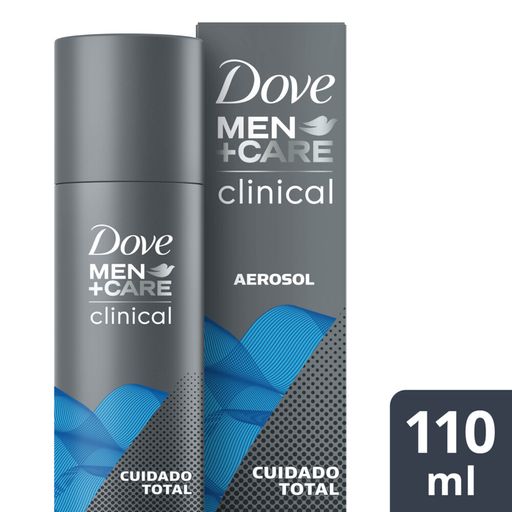 Dove
MEN
+CARE
clinical
CUIDADO
TOTAL
Dove
MEN
+CARE
clinical
AEROSOL
CUIDADO
TOTAL
110
ml